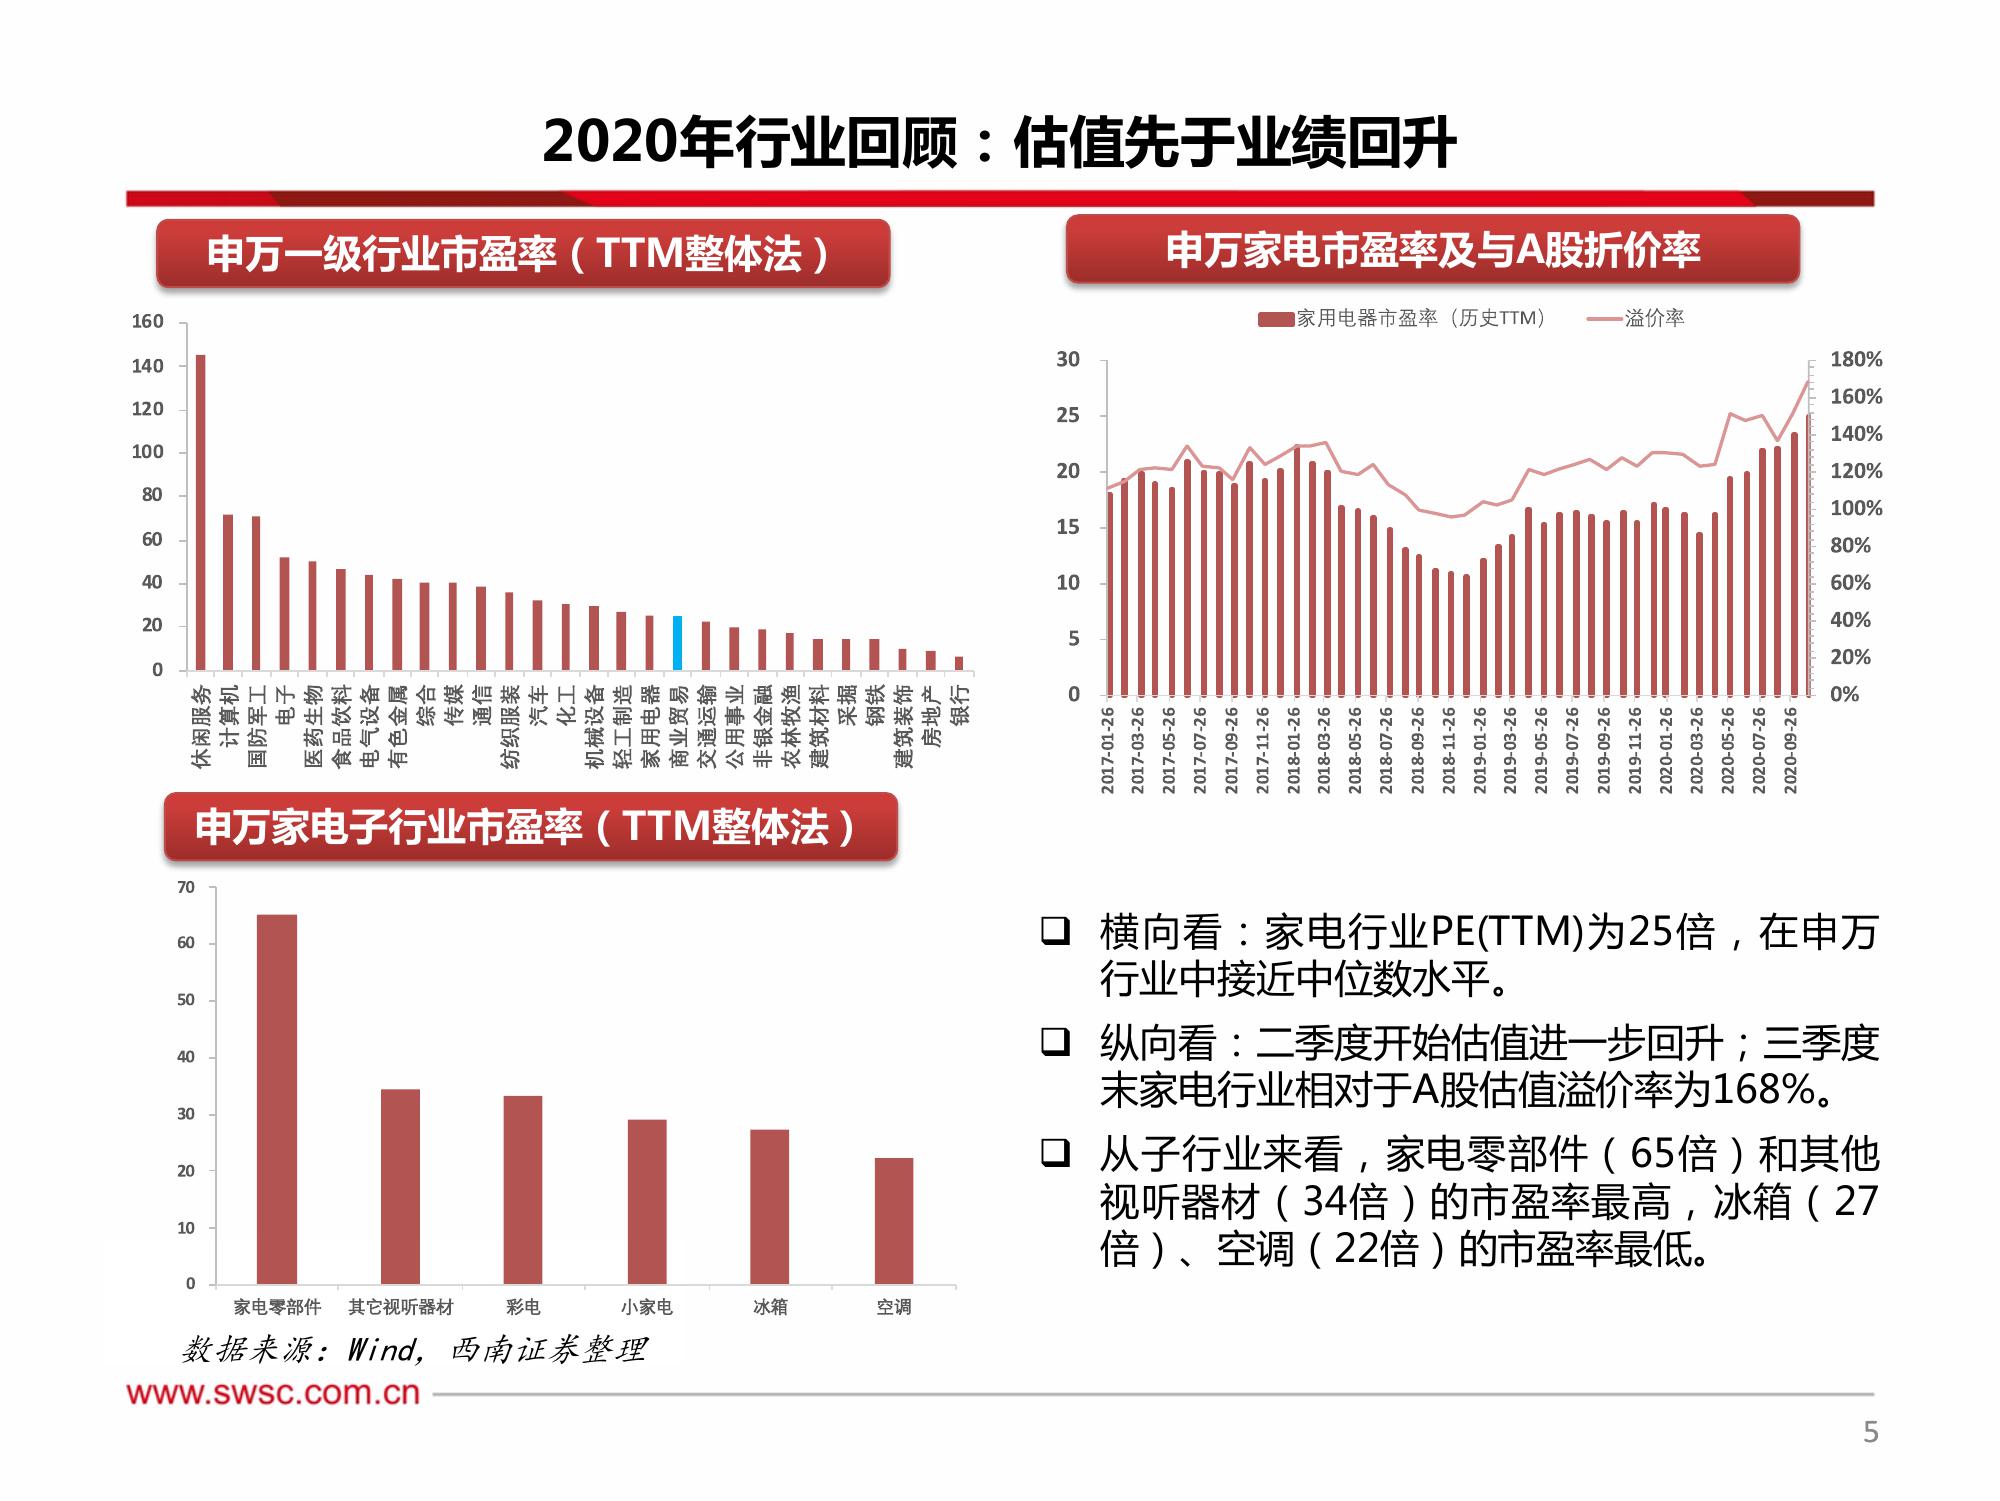 2020年行业回顾：估值先于业绩回升
申万一级行业市盈率（TTM整体法）
160
140
120
100
80
60
40
20
0
休闲服务
计算机
国防军工
电子
医药生物
食品饮料
电气设备
有色金属
综合
传媒
通信
纺织服装
汽车
化工
机械设备
轻工制造
家用电器
商业贸易
交通运输
公用事业
非银金融
农林牧渔
建筑材料
采掘
钢铁
建筑装饰
房地产
银行
申万家电市盈率及与A股折价率
家用电器市盈率（历史TTM）
溢价率
30
25
20
15
10
5
0
180%
160%
140%
120%
100%
80%
60%
40%
20%
0%
2017-01-26
2017-03-26
2017-05-26
2017-07-26
2017-09-26
2017-11-26
2018-01-26
2018-03-26
2018-05-26
2018-07-26
2018-09-26
2018-11-26
2019-01-26
2019-03-26
2019-05-26
2019-07-26
2019-09-26
2019-11-26
2020-01-26
2020-03-26
2020-05-26
2020-07-26
2020-09-26
申万家电子行业市盈率（TTM整体法）
70
60
50
40
30
20
10
0
家电零部件
其它视听器材
彩电
小家电
冰箱
空调
数据来源：Wind，西南证券整理
横向看：家电行业PE(TTM)为25倍，在申万
行业中接近中位数水平。
纵向看：二季度开始估值进一步回升；三季度
末家电行业相对于A股估值溢价率为168%。
从子行业来看，家电零部件（65倍）和其他
视听器材（34倍）的市盈率最高，冰箱（27
倍）、空调（22倍）的市盈率最低。
www.swsc.com.cn
5